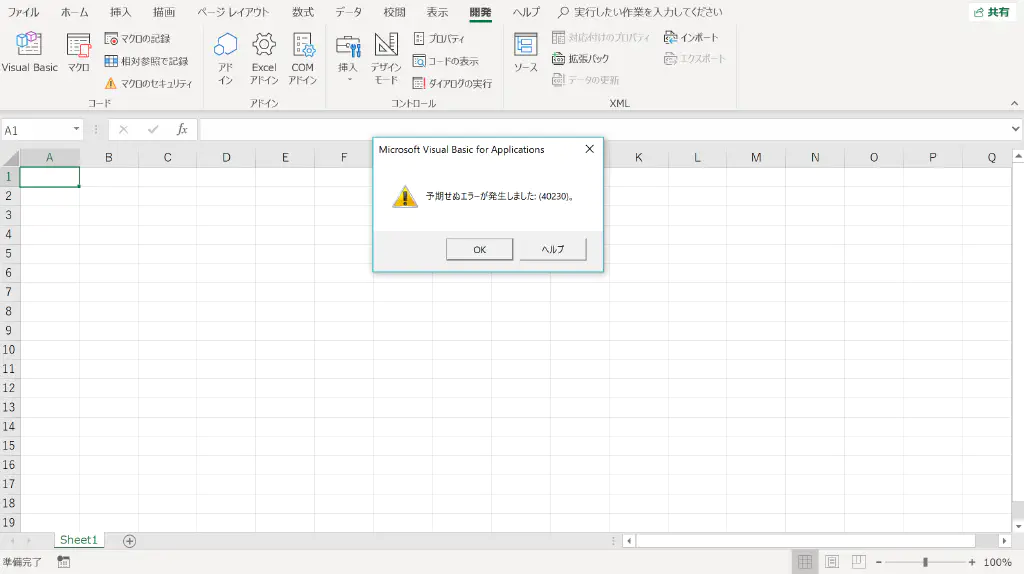 ファイル ホーム 挿入 描画 ページ レイアウト 数式 データ 校閲 表示 開発 ヘルプ 実行したい作業を入力してください 共有
Visual Basic
マクロ
マクロの記録
相対参照で記録
マクロのセキュリティ
コード
アド
イン
Excel
アドイン
COM
アドイン
アドイン
挿入
デザイン
モード
プロパティ
コードの表示
ダイアログの実行
コントロール
ソース
対応付けのプロパティ
拡張パック
データの更新
インポート
エクスポート
XML
A1
fx
A B C D E F K L M N O P Q
Microsoft Visual Basic for Applications
予期せぬエラーが発生しました: (40230)。
OK ヘルプ
1
2
3
4
5
6
7
8
9
10
11
12
13
14
15
16
17
18
19
Sheet1
準備完了
100%